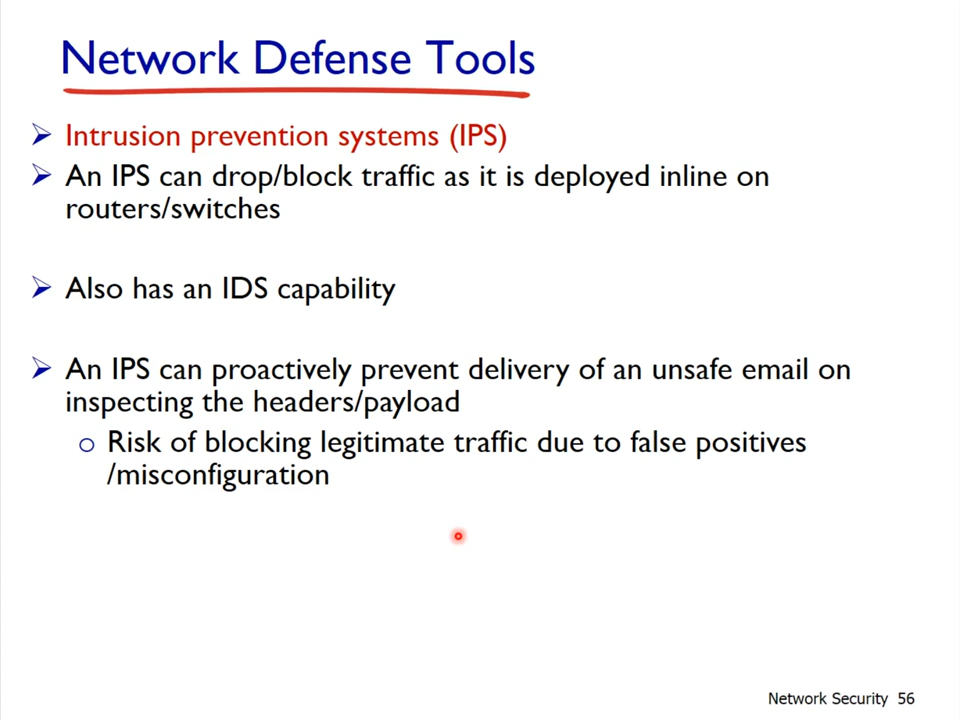 Network Defense Tools
Intrusion prevention systems (IPS)
An IPS can drop/block traffic as it is deployed inline on
routers/switches
Also has an IDS capability
An IPS can proactively prevent delivery of an unsafe email on
inspecting the headers/payload
Risk of blocking legitimate traffic due to false positives
/misconfiguration
Network Security 56